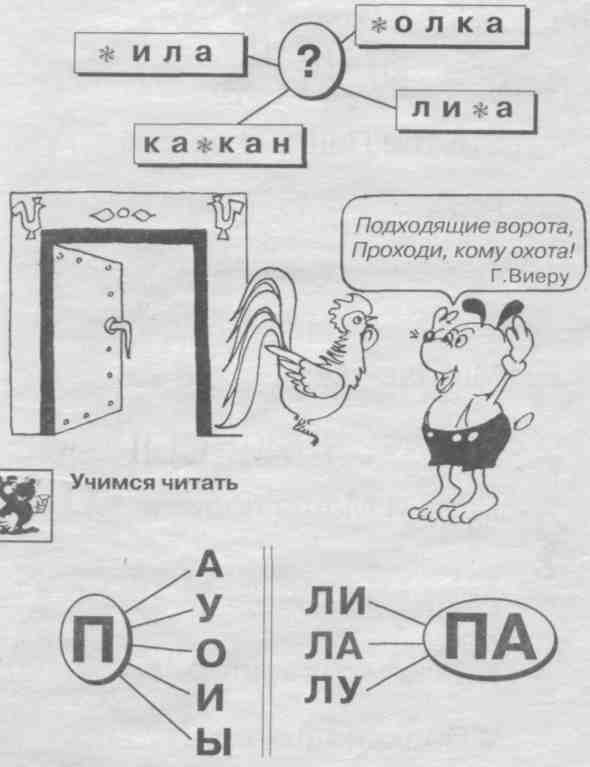 *олка
*ила
?
ли*а
ка*кан
Подходящие ворота,
Проходи, кому охота!
Г.Виеру
Учимся читать
П
А
У
О
И
Ы
ЛИ
ЛА
ЛУ
ПА